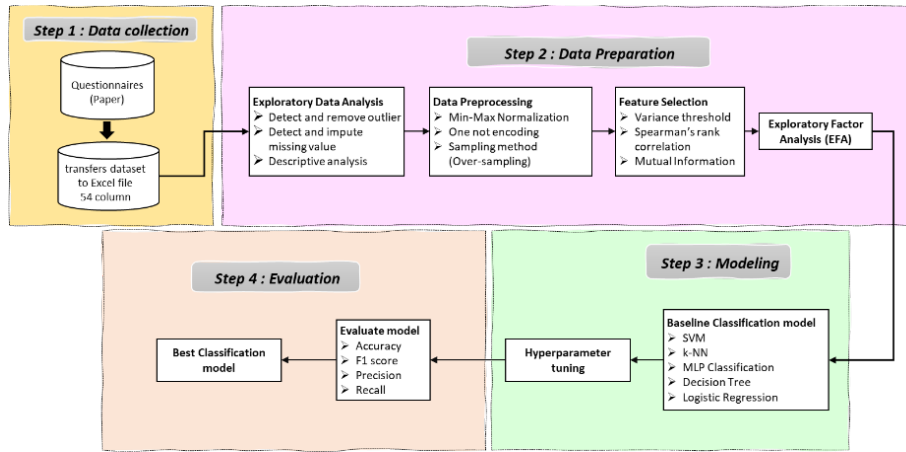 Step 1 : Data collection
Questionnaires
(Paper)
transfers dataset
to Excel file
54 column
Step 2 : Data Preparation
Exploratory Data Analysis
➢ Detect and remove outlier
➢ Detect and impute
missing value
➢ Descriptive analysis
Data Preprocessing
➢ Min-Max Normalization
➢ One not encoding
➢ Sampling method
(Over-sampling)
Feature Selection
➢ Variance threshold
➢ Spearman's rank
correlation
➢ Mutual Information
Exploratory Factor
Analysis (EFA)
Step 3 : Modeling
Baseline Classification model
➢ SVM
➢ k-NN
➢ MLP Classification
➢ Decision Tree
➢ Logistic Regression
Hyperparameter
tuning
Step 4 : Evaluation
Evaluate model
➢ Accuracy
➢ F1 score
➢ Precision
➢ Recall
Best Classification
model